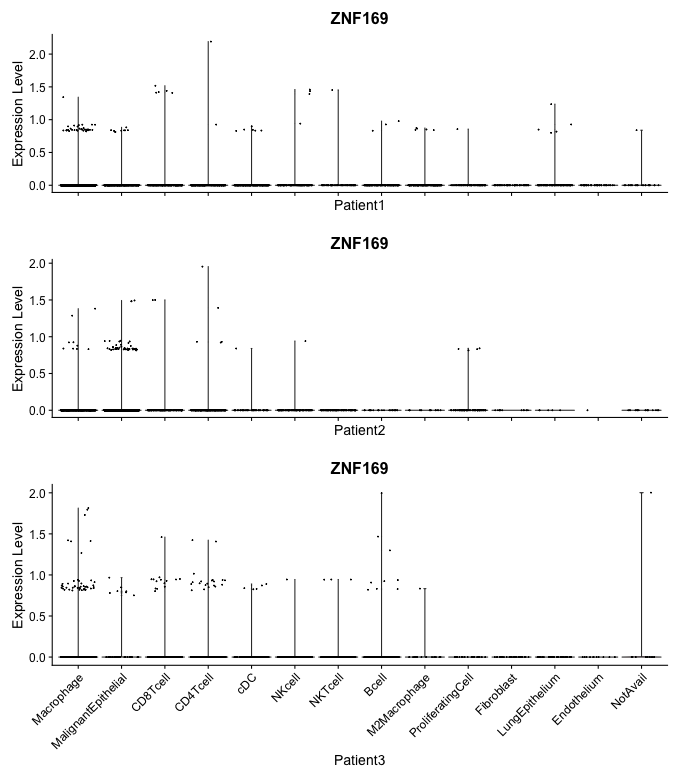 ZNF169
Expression Level
2.0
1.5
1.0
0.5
0.0
Patient1
ZNF169
Expression Level
2.0
1.5
1.0
0.5
0.0
Patient2
ZNF169
Expression Level
2.0
1.5
1.0
0.5
0.0
Macrophage
MalignantEpithelial
CD8Tcell
CD4Tcell
cDC
NKcell
NKTcell
Bcell
M2Macrophage
ProliferatingCell
Fibroblast
LungEpithelium
Endothelium
NotAvail
Patient3